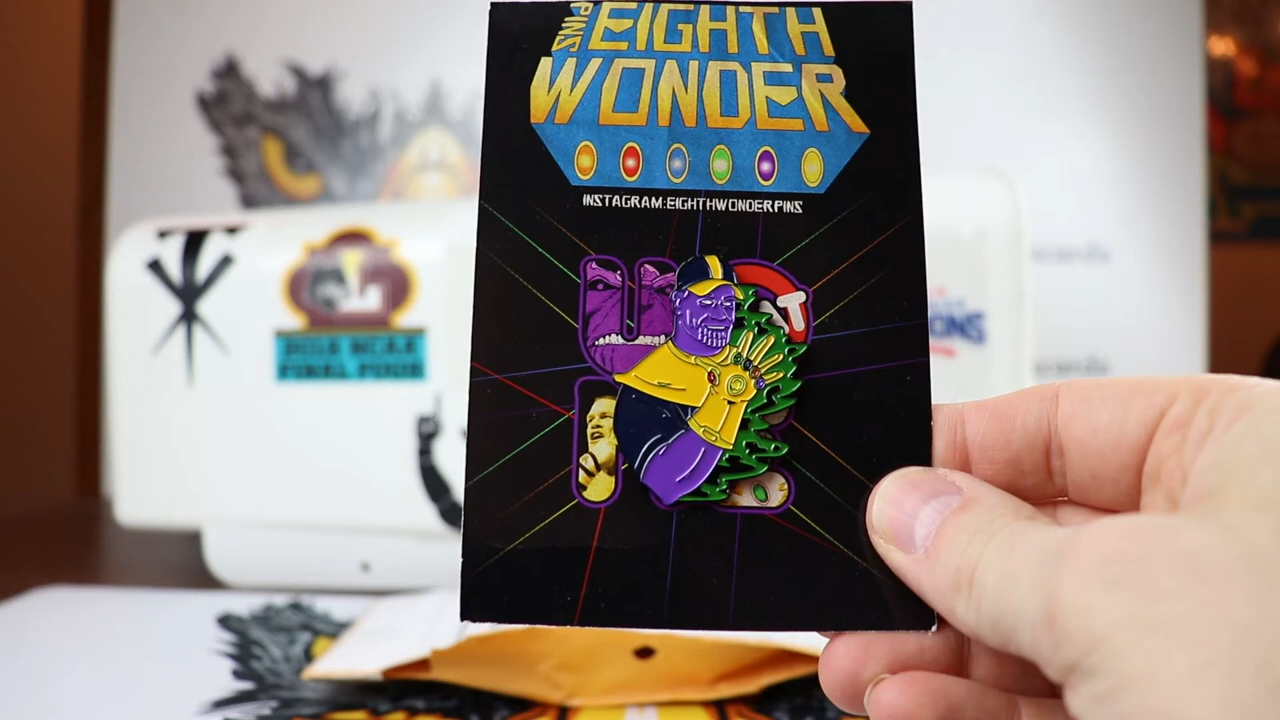 PINS
EIGHTH
WONDER
INSTAGRAM:EIGHTHWONDERPINS
L
2018 NCAA
FINAL FOUR